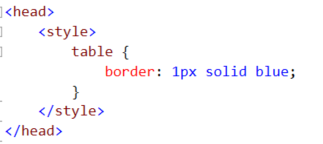 <head>
    <style>
        table {
            border: 1px solid blue;
        }
    </style>
</head>